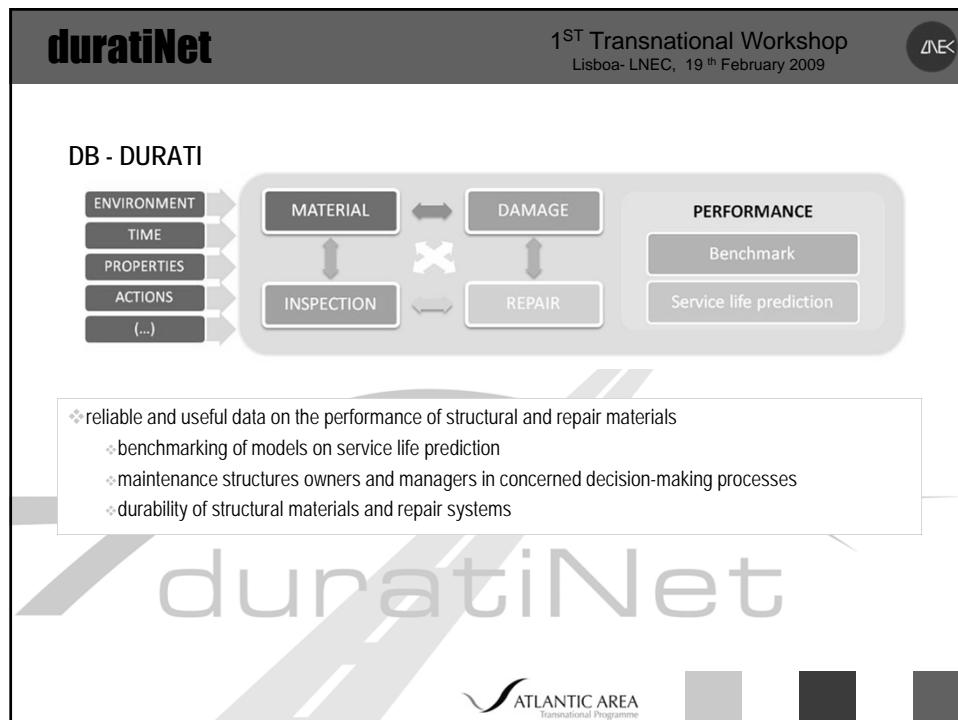 duratiNet
1ST Transnational Workshop
Lisboa- LNEC, 19 th February 2009
LNEC
DB - DURATI
ENVIRONMENT
TIME
PROPERTIES
ACTIONS
(...)
MATERIAL
DAMAGE
INSPECTION
REPAIR
PERFORMANCE
Benchmark
Service life prediction
reliable and useful data on the performance of structural and repair materials
benchmarking of models on service life prediction
maintenance structures owners and managers in concerned decision-making processes
durability of structural materials and repair systems
duratiNet
ATLANTIC AREA
Transnational Programme